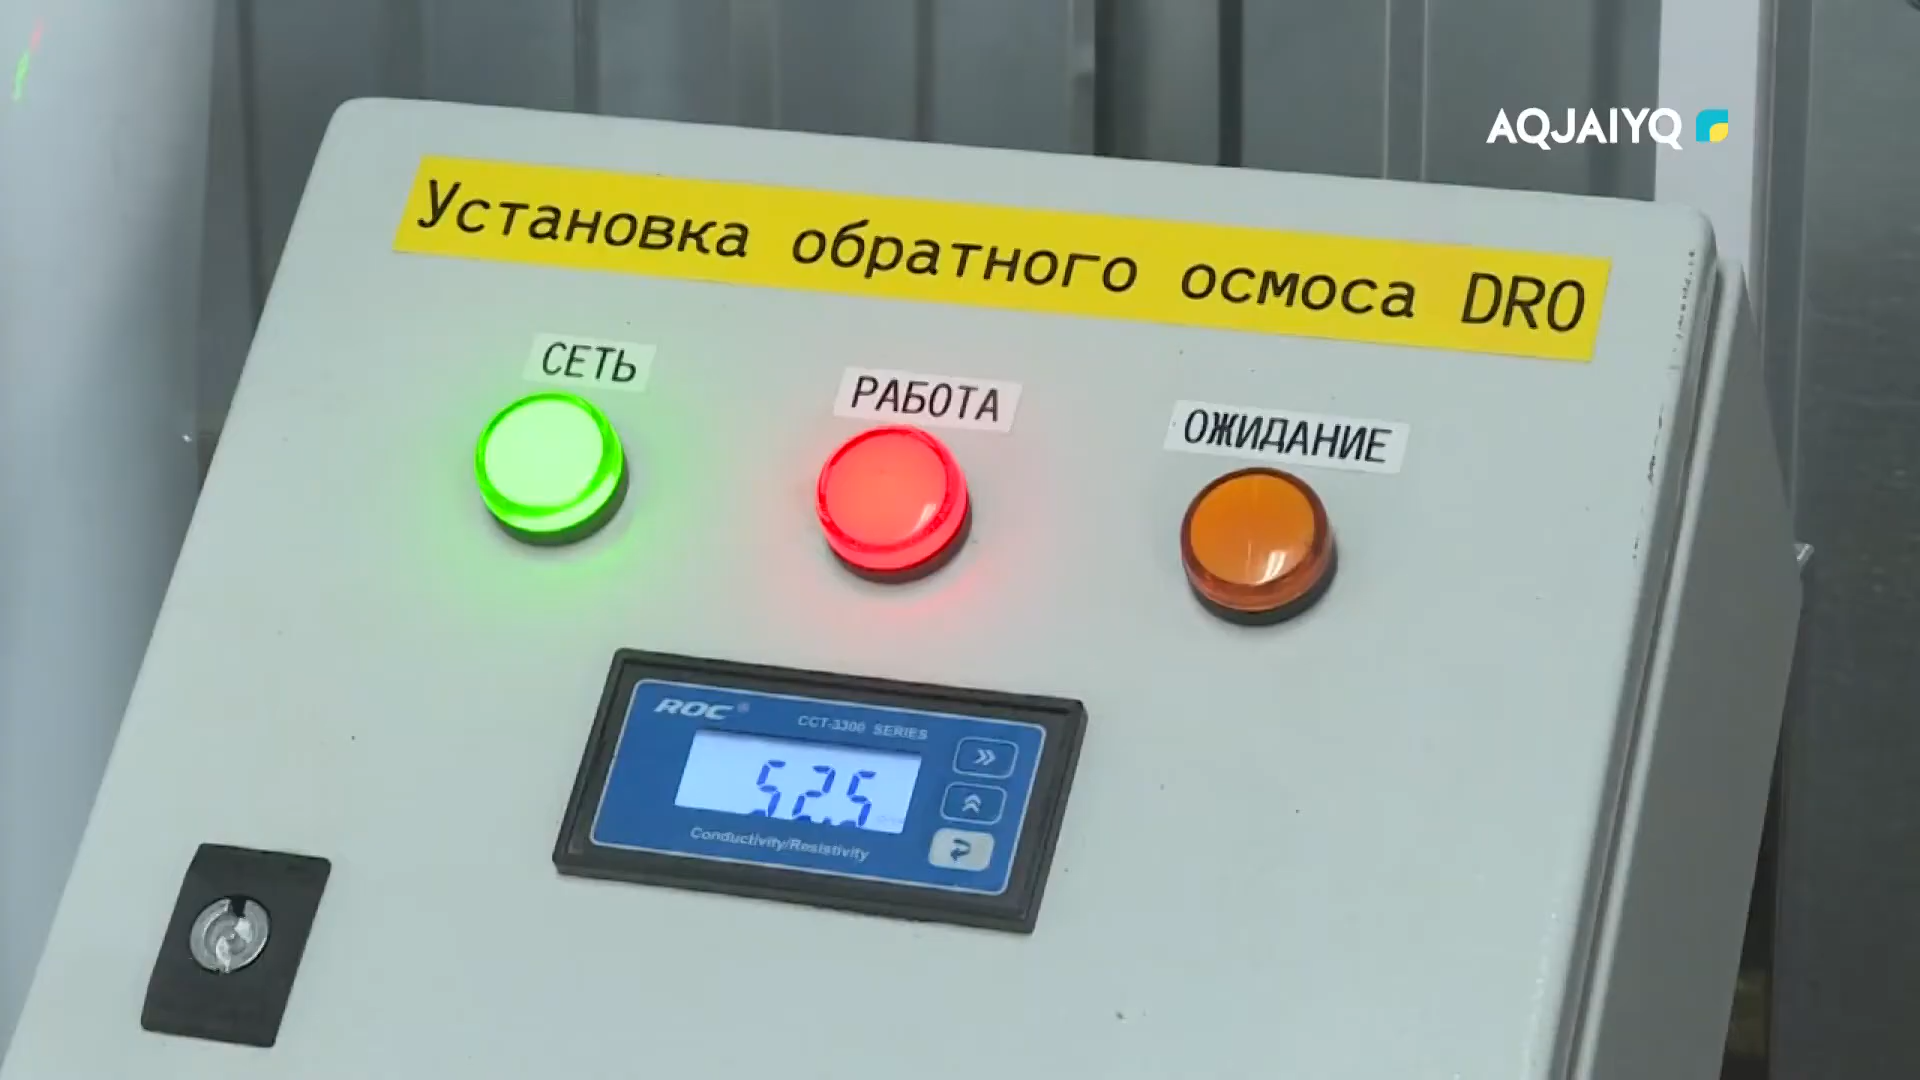 AQJAIYQ
Установка обратного осмоса DRO
СЕТЬ
РАБОТА
ОЖИДАНИЕ
ROC®
CCT-3300 SERIES
52.5
Conductivity/Resistivity